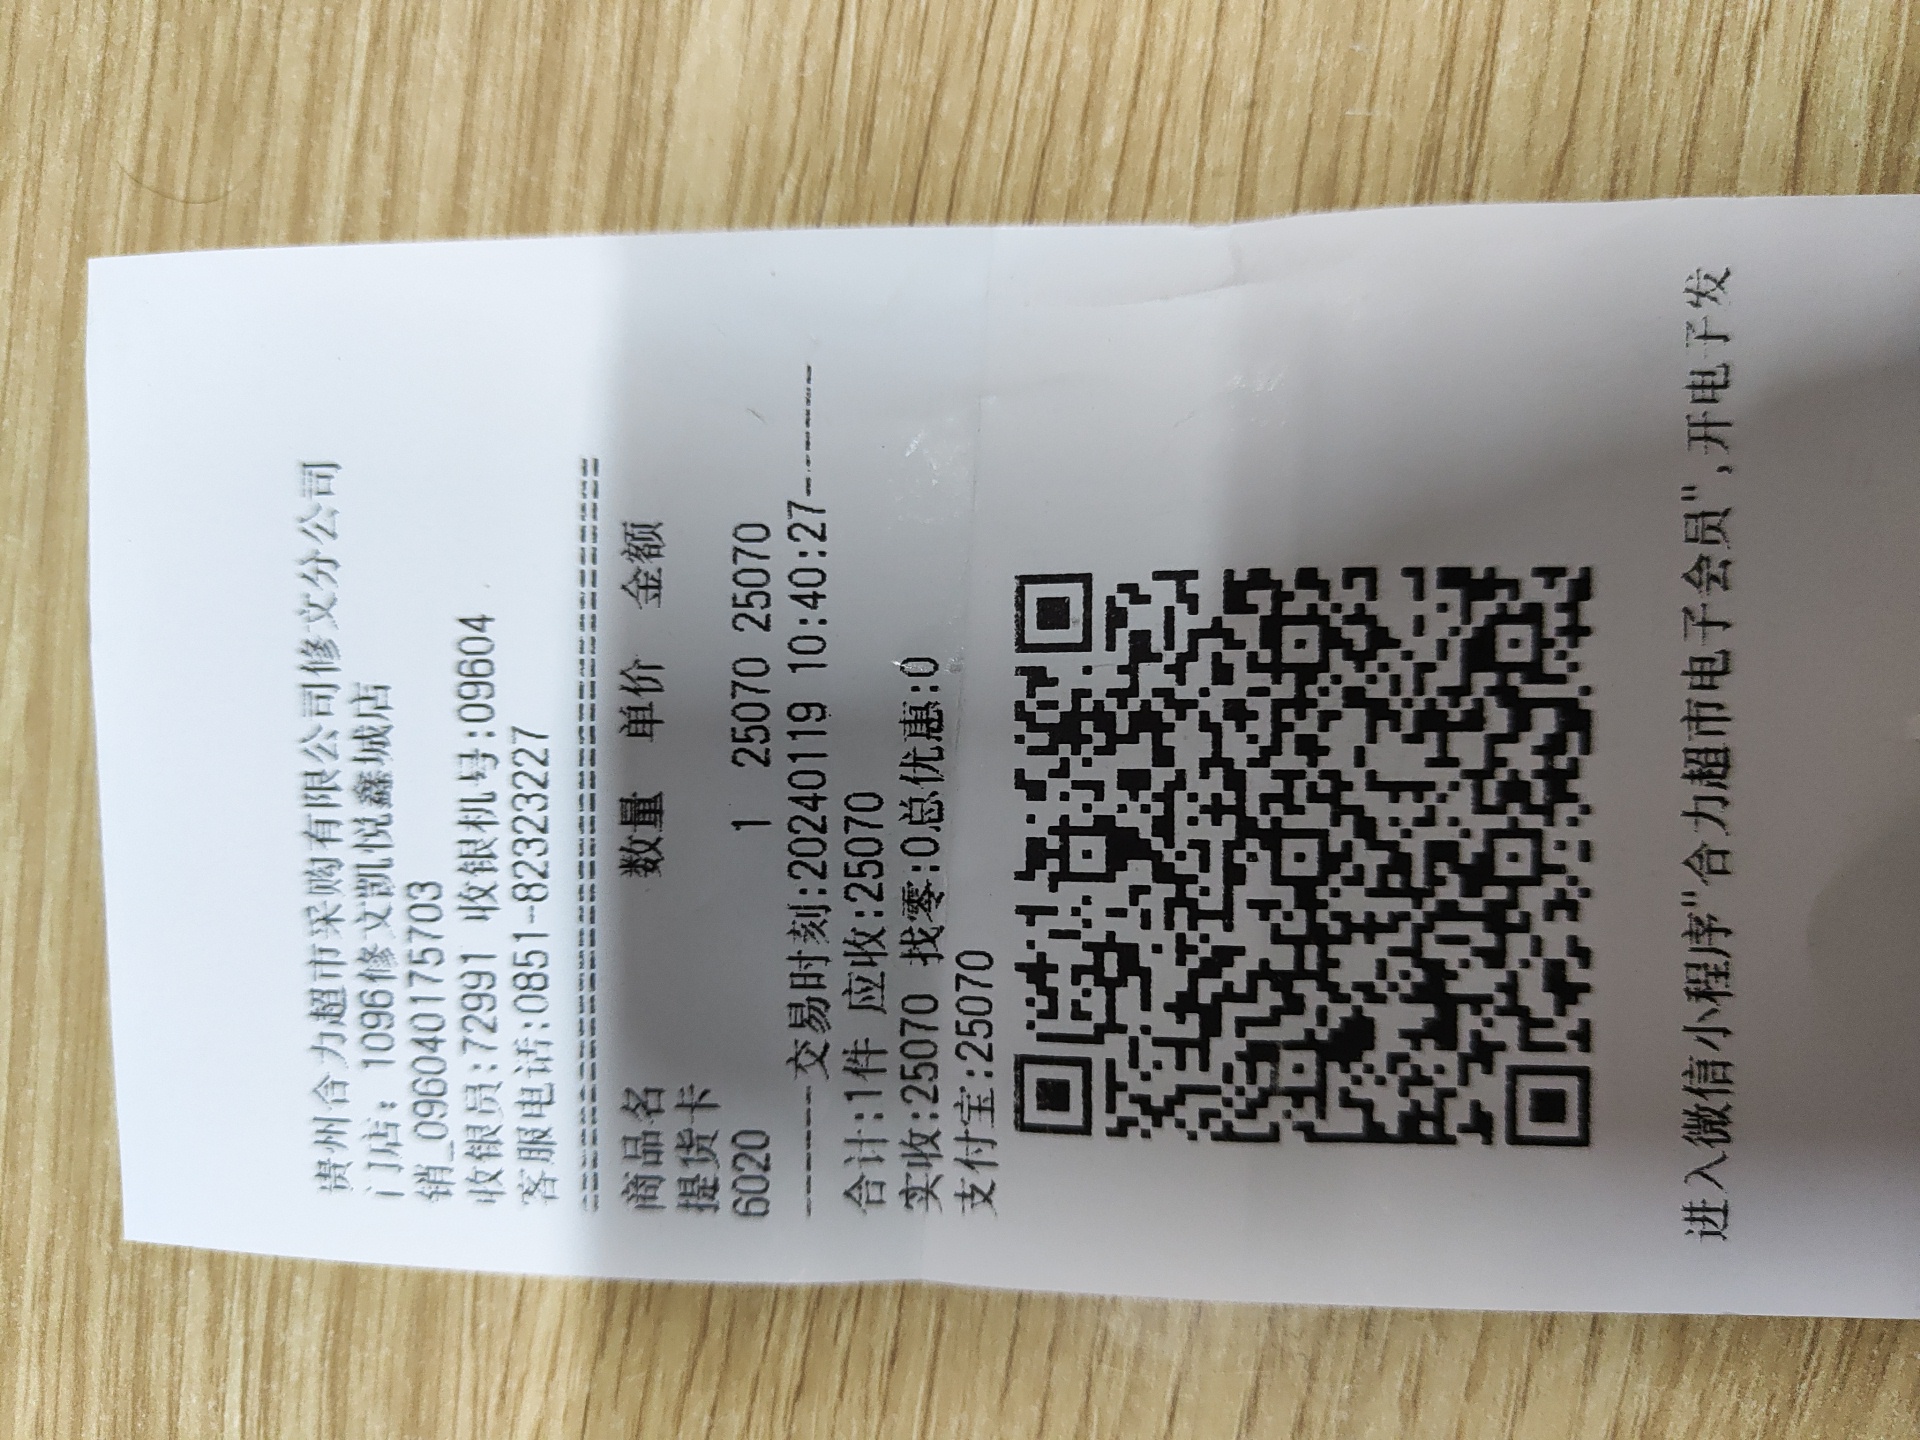 贵州合力超市采购有限公司修文分公司
门店: 1096修文凯悦鑫城店
销_0960401757​03
收银员:72991 收银机号:09604
客服电话:0851-82323227
==============================
商品名 数量 单价 金额
提货卡
6020 1 25070 25070
------交易时刻:20240119 10:40:27------
合计:1件 应收:25070
实收:25070 找零:0总优惠:0
支付宝:25070
进入微信小程序"合力超市电子会员",开电子发